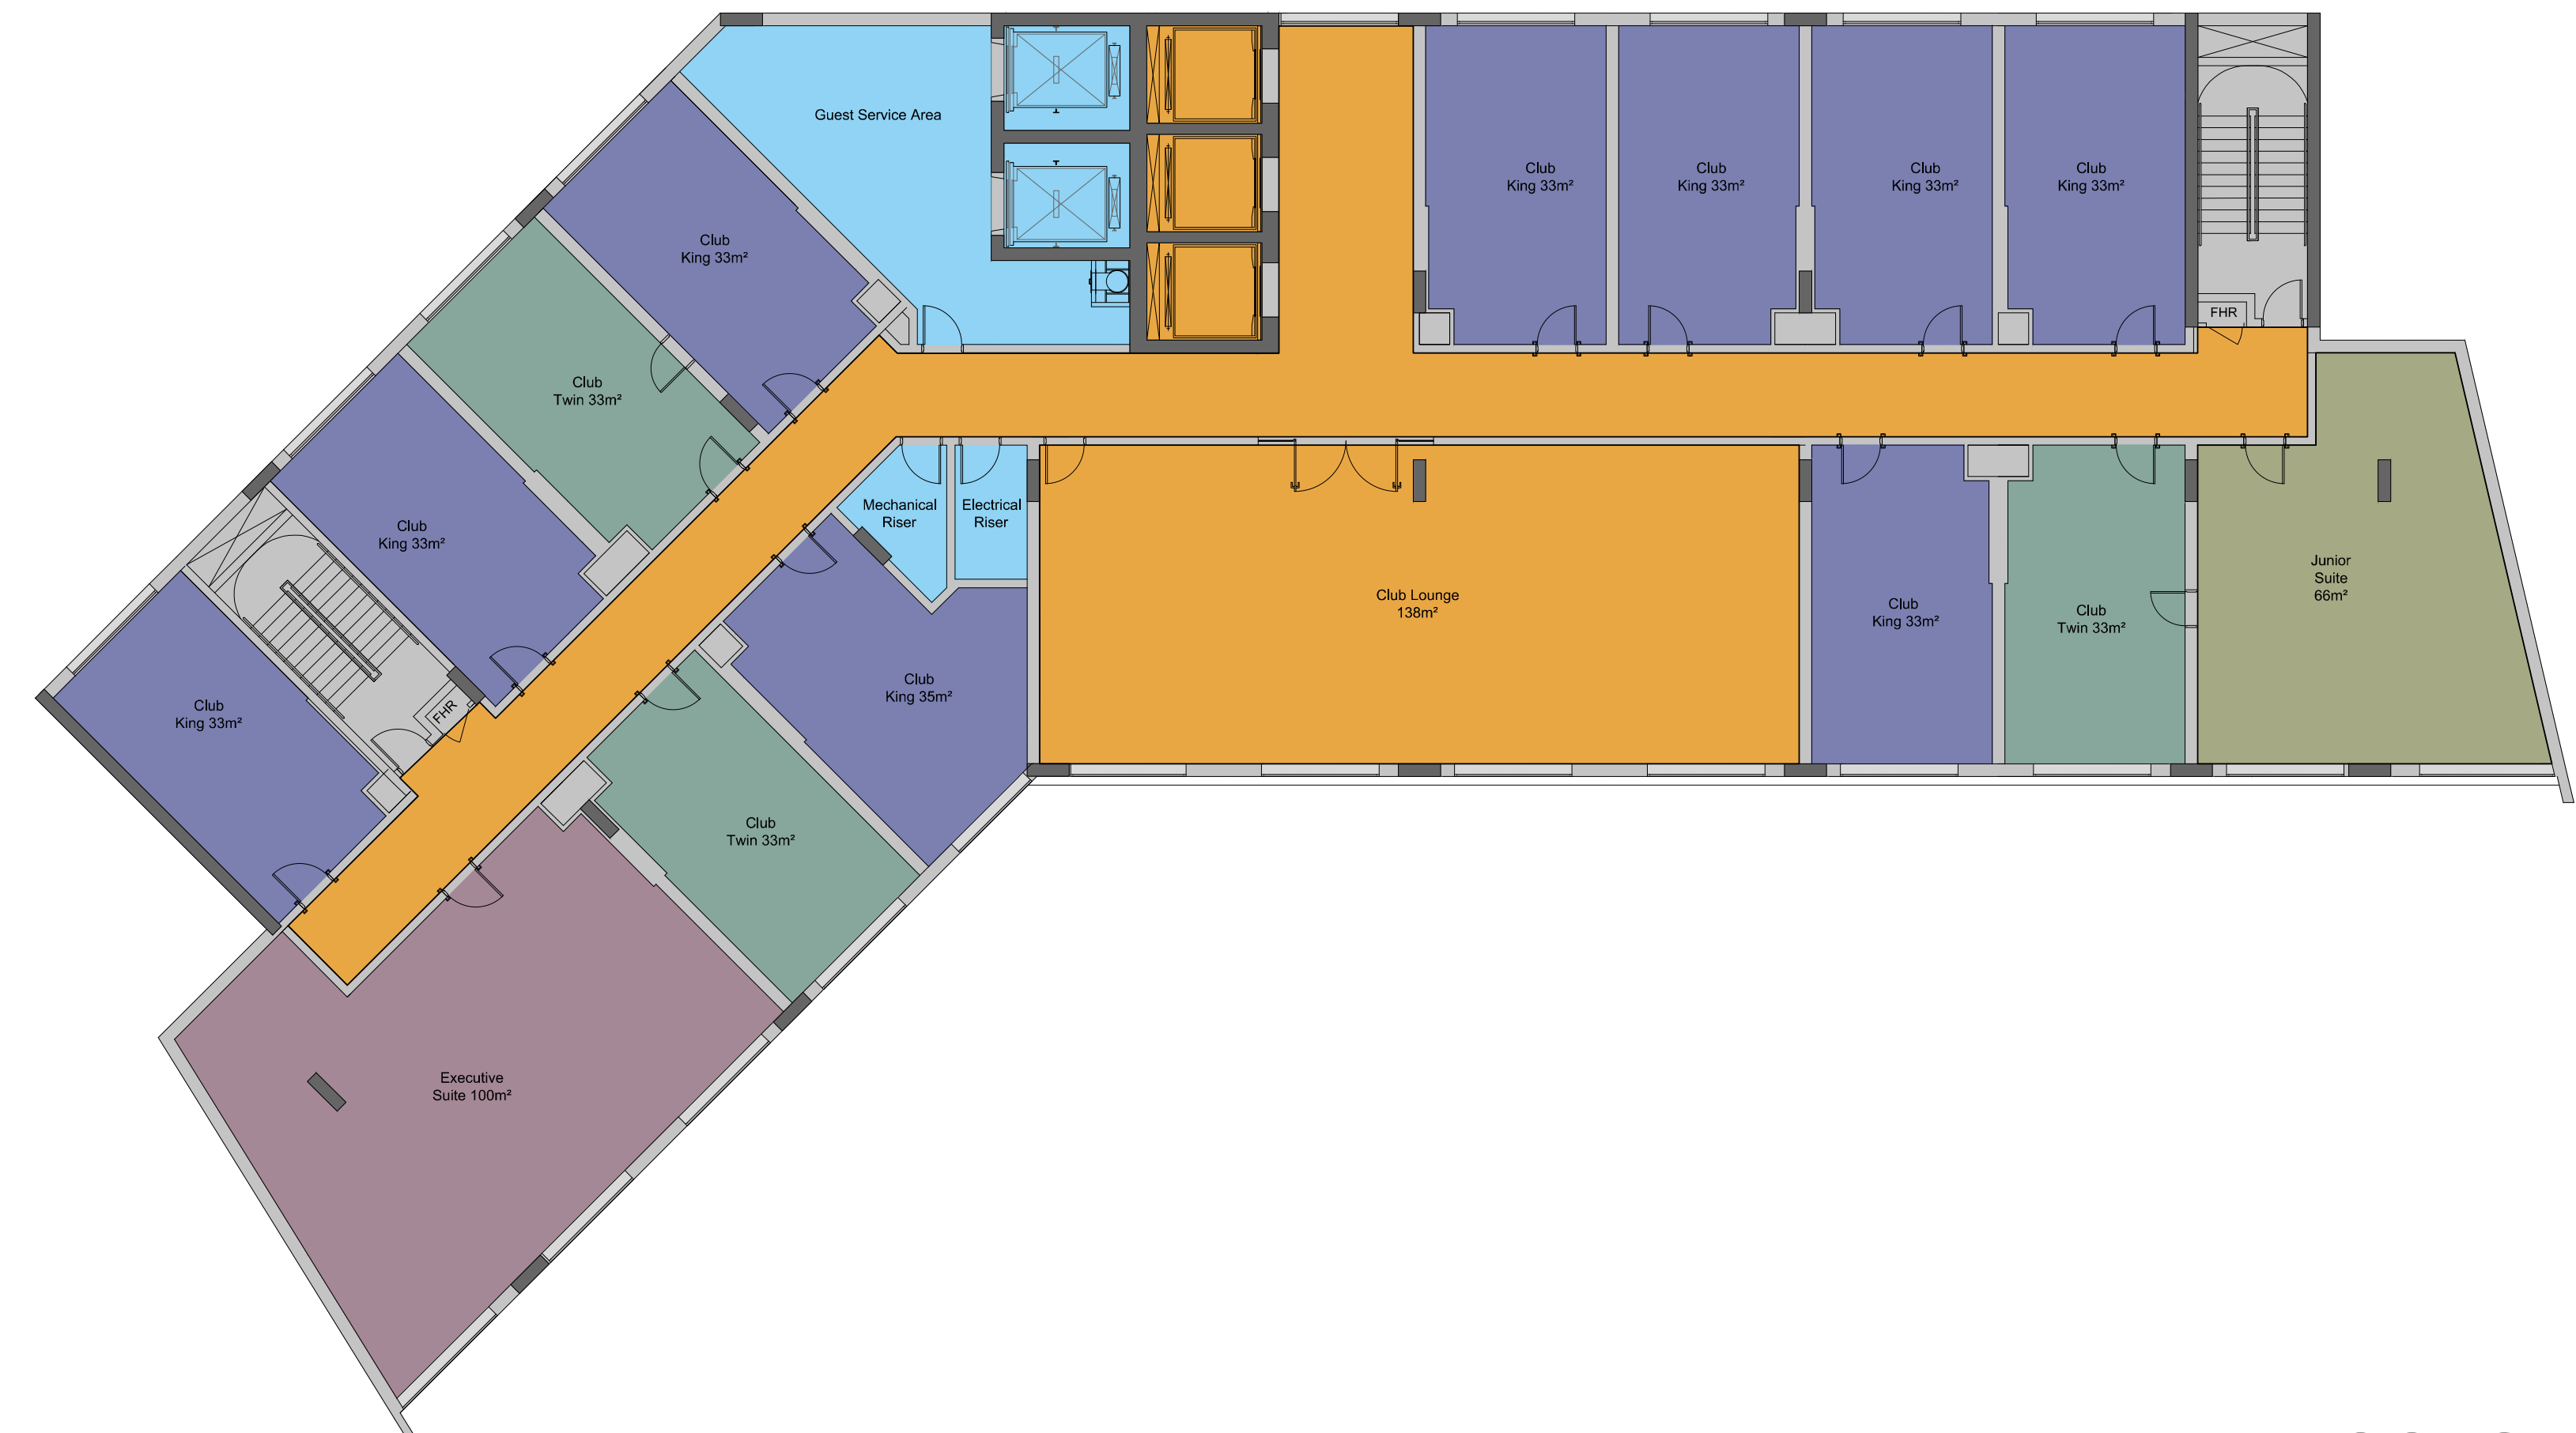 Guest Service Area
Club
King 33m²
Club
King 33m²
Club
King 33m²
Club
King 33m²
FHR
Club
King 33m²
Club
Twin 33m²
Club
King 33m²
Club
King 33m²
FHR
Mechanical
Riser
Electrical
Riser
Club
King 35m²
Club
Twin 33m²
Executive
Suite 100m²
Club Lounge
138m²
Club
King 33m²
Club
Twin 33m²
Junior
Suite
66m²